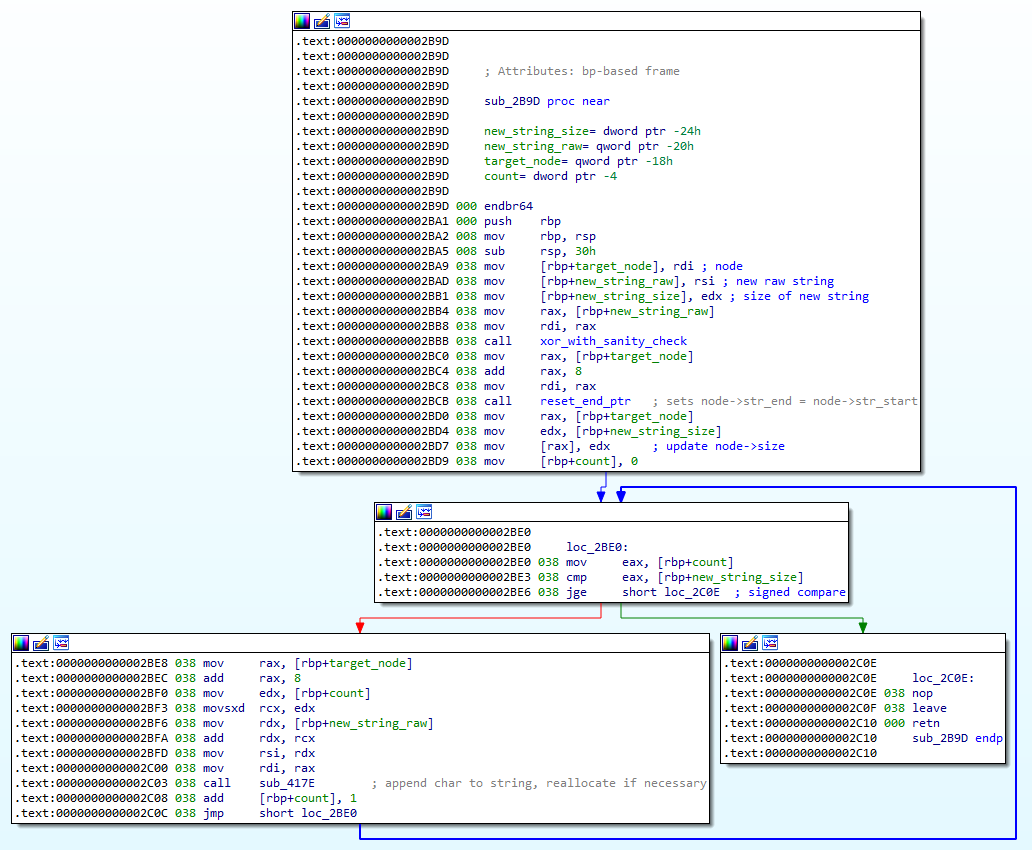 .text:0000000000002B9D
.text:0000000000002B9D
.text:0000000000002B9D ; Attributes: bp-based frame
.text:0000000000002B9D
.text:0000000000002B9D sub_2B9D proc near
.text:0000000000002B9D
.text:0000000000002B9D new_string_size= dword ptr -24h
.text:0000000000002B9D new_string_raw= qword ptr -20h
.text:0000000000002B9D target_node= qword ptr -18h
.text:0000000000002B9D count= dword ptr -4
.text:0000000000002B9D
.text:0000000000002B9D 000 endbr64
.text:0000000000002BA1 000 push rbp
.text:0000000000002BA2 008 mov rbp, rsp
.text:0000000000002BA5 008 sub rsp, 30h
.text:0000000000002BA9 038 mov [rbp+target_node], rdi ; node
.text:0000000000002BAD 038 mov [rbp+new_string_raw], rsi ; new raw string
.text:0000000000002BB1 038 mov [rbp+new_string_size], edx ; size of new string
.text:0000000000002BB4 038 mov rax, [rbp+new_string_raw]
.text:0000000000002BB8 038 mov rdi, rax
.text:0000000000002BBB 038 call xor_with_sanity_check
.text:0000000000002BC0 038 mov rax, [rbp+target_node]
.text:0000000000002BC4 038 add rax, 8
.text:0000000000002BC8 038 mov rdi, rax
.text:0000000000002BCB 038 call reset_end_ptr ; sets node->str_end = node->str_start
.text:0000000000002BD0 038 mov rax, [rbp+target_node]
.text:0000000000002BD4 038 mov edx, [rbp+new_string_size]
.text:0000000000002BD7 038 mov [rax], edx ; update node->size
.text:0000000000002BD9 038 mov [rbp+count], 0
.text:0000000000002BE0
.text:0000000000002BE0 loc_2BE0:
.text:0000000000002BE0 038 mov eax, [rbp+count]
.text:0000000000002BE3 038 cmp eax, [rbp+new_string_size]
.text:0000000000002BE6 038 jge short loc_2C0E ; signed compare
.text:0000000000002BE8 038 mov rax, [rbp+target_node]
.text:0000000000002BEC 038 add rax, 8
.text:0000000000002BF0 038 mov edx, [rbp+count]
.text:0000000000002BF3 038 movsxd rcx, edx
.text:0000000000002BF6 038 mov rdx, [rbp+new_string_raw]
.text:0000000000002BFA 038 add rdx, rcx
.text:0000000000002BFD 038 mov rsi, rdx
.text:0000000000002C00 038 mov rdi, rax
.text:0000000000002C03 038 call sub_417E ; append char to string, reallocate if necessary
.text:0000000000002C08 038 add [rbp+count], 1
.text:0000000000002C0C 038 jmp short loc_2BE0
.text:0000000000002C0E
.text:0000000000002C0E loc_2C0E:
.text:0000000000002C0E 038 nop
.text:0000000000002C0F 038 leave
.text:0000000000002C10 000 retn
.text:0000000000002C10 sub_2B9D endp
.text:0000000000002C10